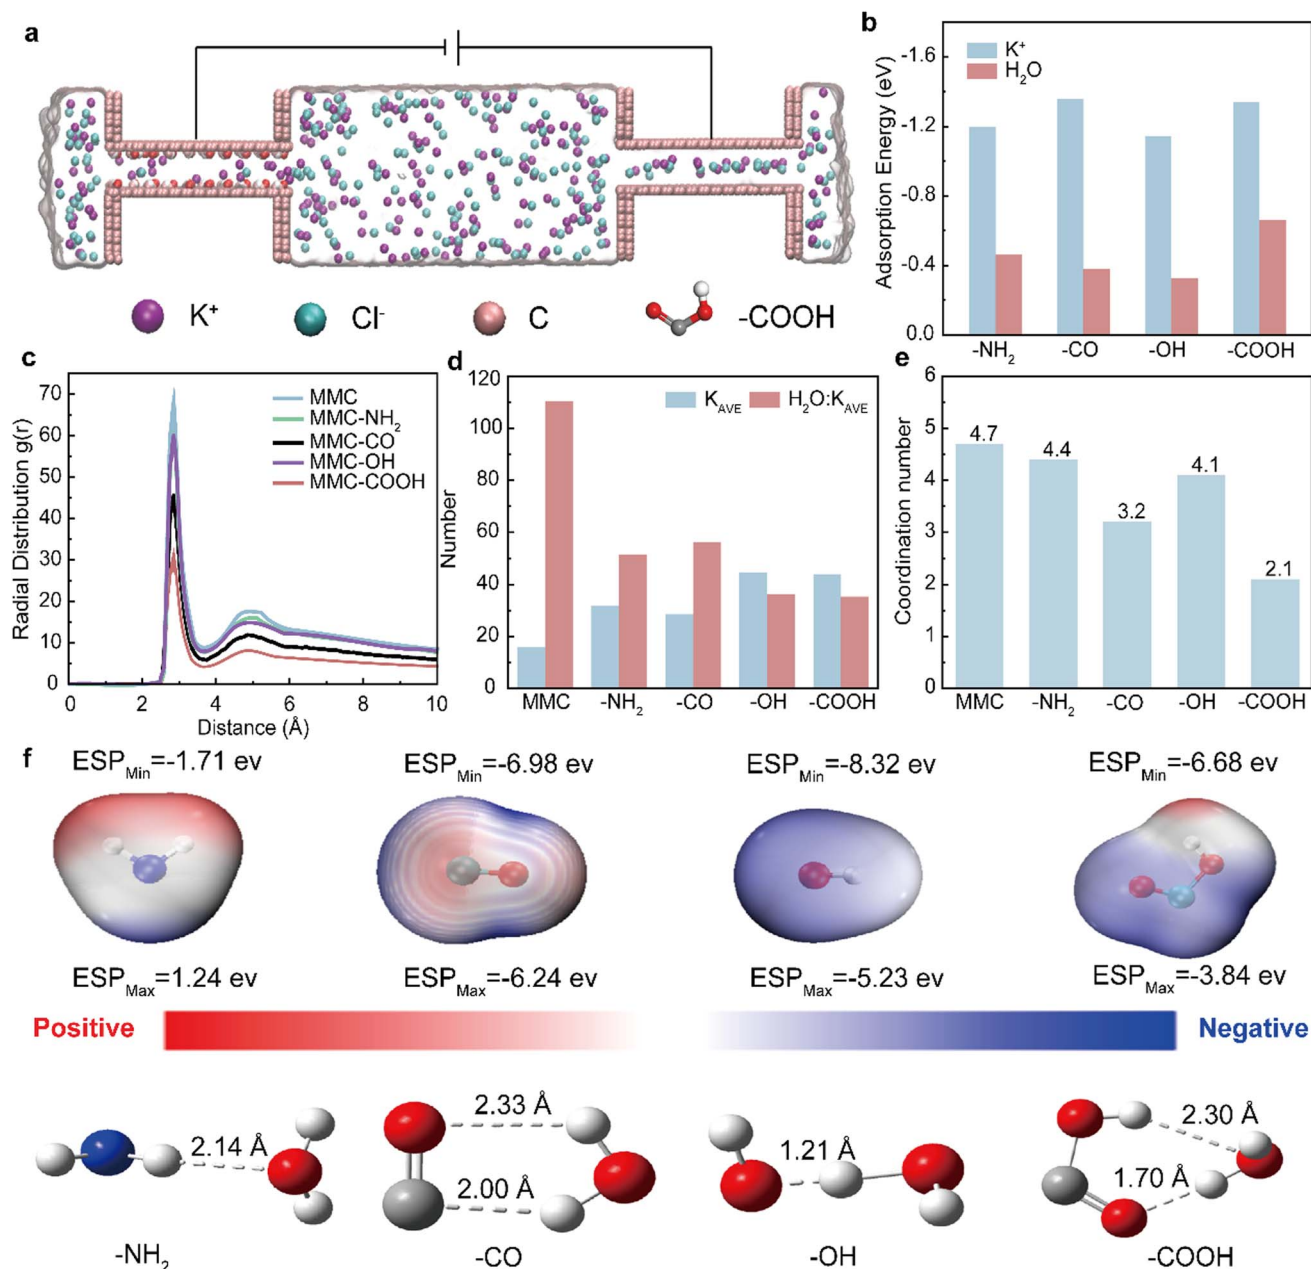 a
K⁺
Cl⁻
C
-COOH
b
K⁺
H₂O
Adsorption Energy (eV)
-1.6
-1.2
-0.8
-0.4
0.0
-NH₂ -CO -OH -COOH
c
Radial Distribution g(r)
70
60
50
40
30
20
10
0
MMC
MMC-NH₂
MMC-CO
MMC-OH
MMC-COOH
0 2 4 6 8 10
Distance (Å)
d
Number
120
100
80
60
40
20
0
K_AVE H₂O:K_AVE
MMC -NH₂ -CO -OH -COOH
e
Coordination number
6
5
4
3
2
1
0
4.7 4.4 3.2 4.1 2.1
MMC -NH₂ -CO -OH -COOH
f
ESP_Min=-1.71 ev ESP_Min=-6.98 ev ESP_Min=-8.32 ev ESP_Min=-6.68 ev
ESP_Max=1.24 ev ESP_Max=-6.24 ev ESP_Max=-5.23 ev ESP_Max=-3.84 ev
Positive Negative
2.14 Å
2.33 Å
2.00 Å
1.21 Å
2.30 Å
1.70 Å
-NH₂ -CO -OH -COOH